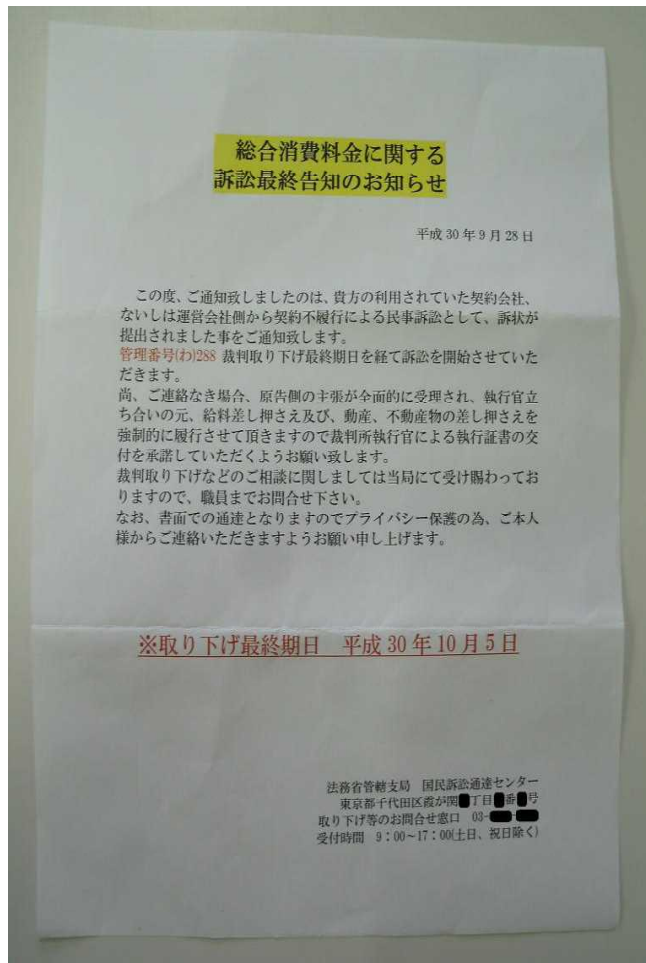 総合消費料金に関する
訴訟最終告知のお知らせ
平成30年9月28日
この度、ご通知致しましたのは、貴方の利用されていた契約会社、
ないしは運営会社側から契約不履行による民事訴訟として、訴状が
提出されました事をご通知致します。
管理番号(わ)288 裁判取り下げ最終期日を経て訴訟を開始させていた
だきます。
尚、ご連絡なき場合、原告側の主張が全面的に受理され、執行官立
ち合いの元、給料差し押さえ及び、動産、不動産物の差し押さえを
強制的に履行させて頂きますので裁判所執行官による執行証書の交
付を承諾していただくようお願い致します。
裁判取り下げなどのご相談に関しましては当局にて受け賜わってお
りますので、職員までお問合せ下さい。
なお、書面での通達となりますのでプライバシー保護の為、ご本人
様からご連絡いただきますようお願い申し上げます。
※取り下げ最終期日 平成30年10月5日
法務省管轄支局 国民訴訟通達センター
東京都千代田区霞が関 丁目 番 号
取り下げ等のお問合せ窓口 03- -
受付時間 9：00~17：00(土日、祝日除く)